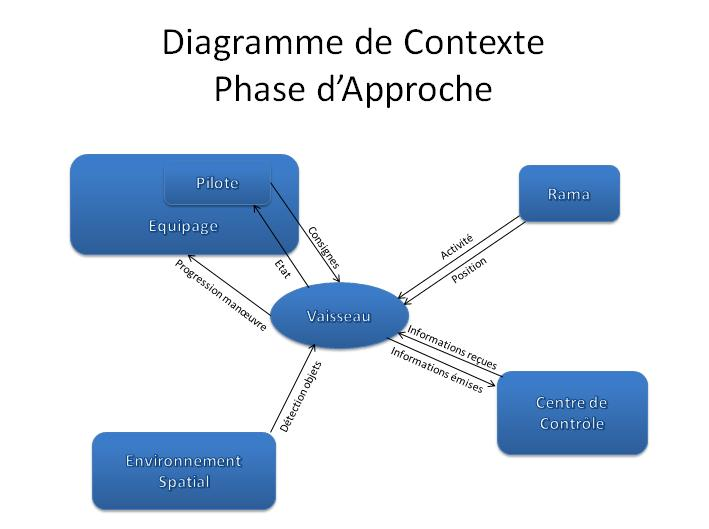 Diagramme de Contexte
Phase d'Approche
Pilote
Equipage
Rama
Consignes
Etat
Activité
Position
Progression manœuvre
Vaisseau
Informations reçues
Informations émises
Détection objets
Centre de
Contrôle
Environnement
Spatial